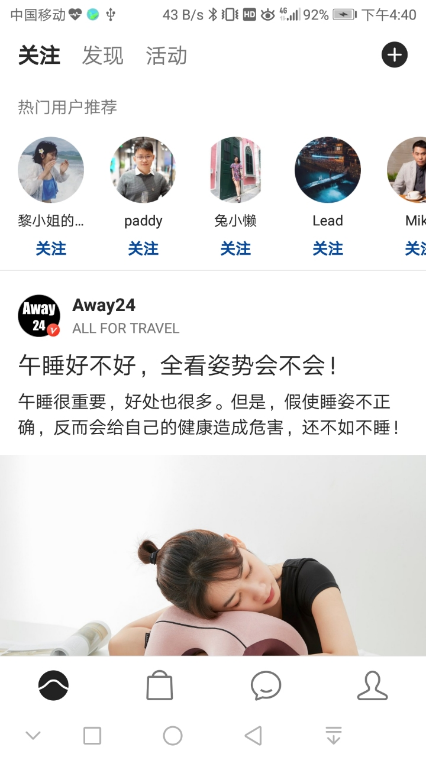 中国移动 43 B/s HD 4G 92% 下午4:40
关注 发现 活动
热门用户推荐
黎小姐的... paddy 兔小懒 Lead Mik
关注 关注 关注 关注 关注
Away 24 V
Away24
ALL FOR TRAVEL
午睡好不好，全看姿势会不会！
午睡很重要，好处也很多。但是，假使睡姿不正
确，反而会给自己的健康造成危害，还不如不睡！